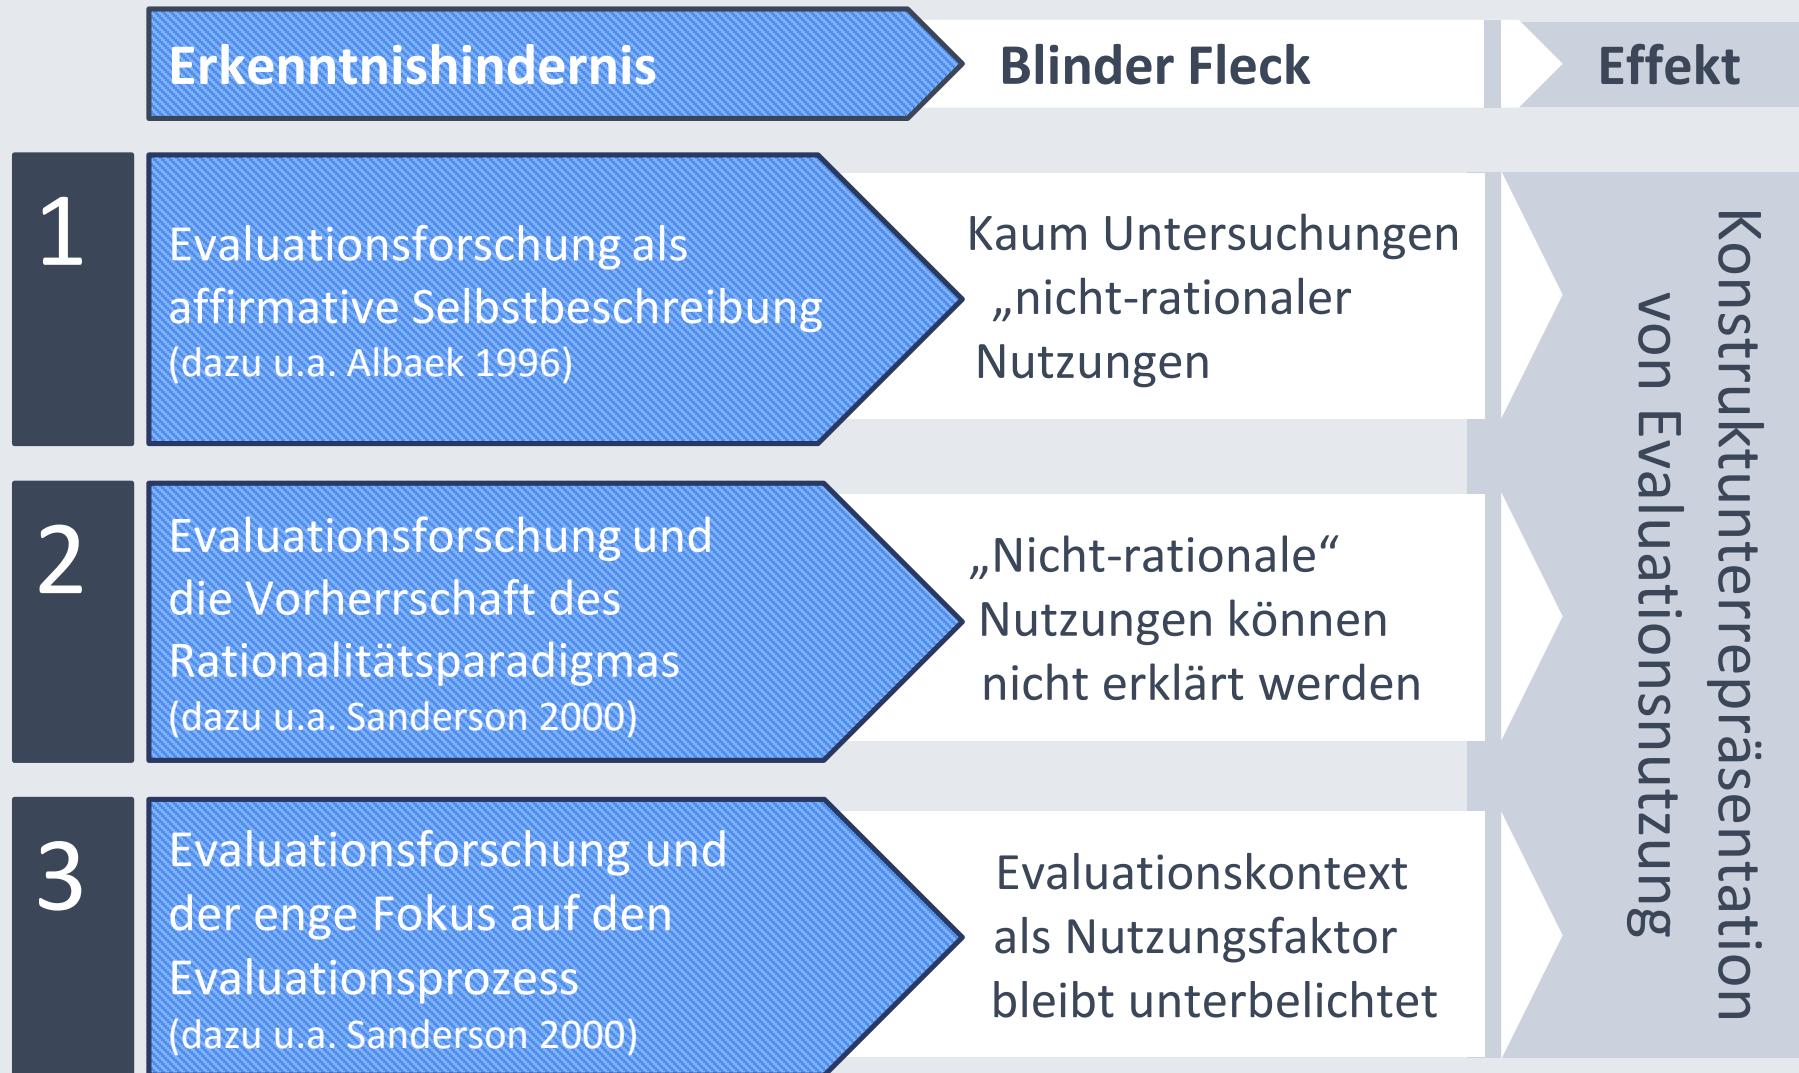 Erkenntnishindernis
Blinder Fleck
Effekt
1
Evaluationsforschung als
affirmative Selbstbeschreibung
(dazu u.a. Albaek 1996)
Kaum Untersuchungen
„nicht-rationaler
Nutzungen
2
Evaluationsforschung und
die Vorherrschaft des
Rationalitätsparadigmas
(dazu u.a. Sanderson 2000)
„Nicht-rationale“
Nutzungen können
nicht erklärt werden
3
Evaluationsforschung und
der enge Fokus auf den
Evaluationsprozess
(dazu u.a. Sanderson 2000)
Evaluationskontext
als Nutzungsfaktor
bleibt unterbelichtet
Konstruktunterrepräsentation
von Evaluationsnutzung